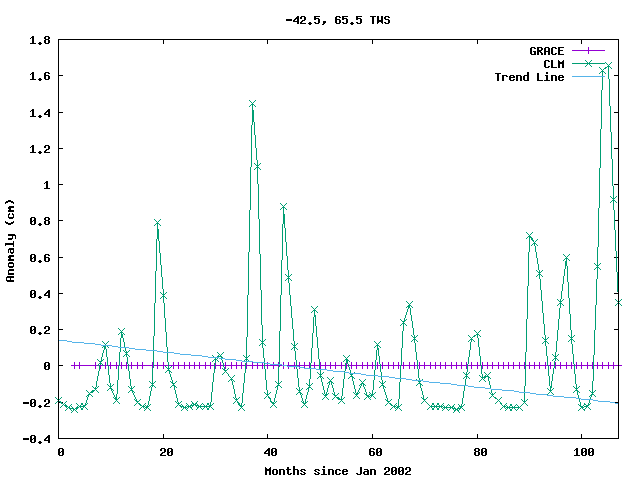 -42.5, 65.5 TWS
GRACE
CLM
Trend Line
1.8
1.6
1.4
1.2
1
0.8
0.6
0.4
0.2
0
-0.2
-0.4
Anomaly (cm)
0 20 40 60 80 100
Months since Jan 2002